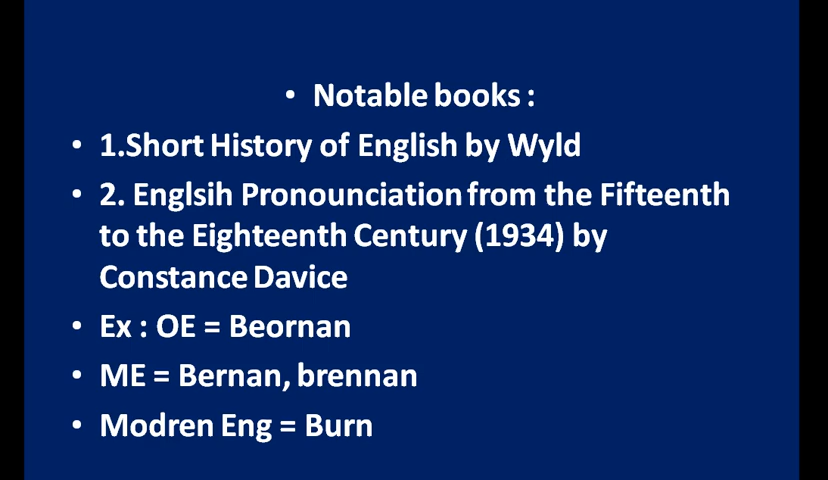 • Notable books :
• 1.Short History of English by Wyld
• 2. Englsih Pronounciation from the Fifteenth
to the Eighteenth Century (1934) by
Constance Davice
• Ex : OE = Beornan
• ME = Bernan, brennan
• Modren Eng = Burn